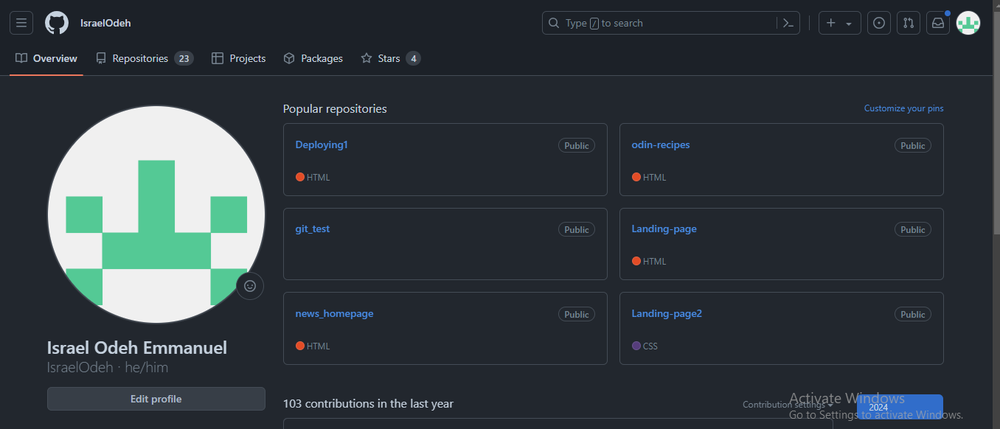 IsraelOdeh
Type / to search
Overview
Repositories 23
Projects
Packages
Stars 4
Popular repositories
Customize your pins
Deploying1
Public
HTML
odin-recipes
Public
HTML
git_test
Public
Landing-page
Public
HTML
news_homepage
Public
HTML
Landing-page2
Public
CSS
Israel Odeh Emmanuel
IsraelOdeh · he/him
Edit profile
103 contributions in the last year
Contribution settings
2024
Activate Windows
Go to Settings to activate Windows.